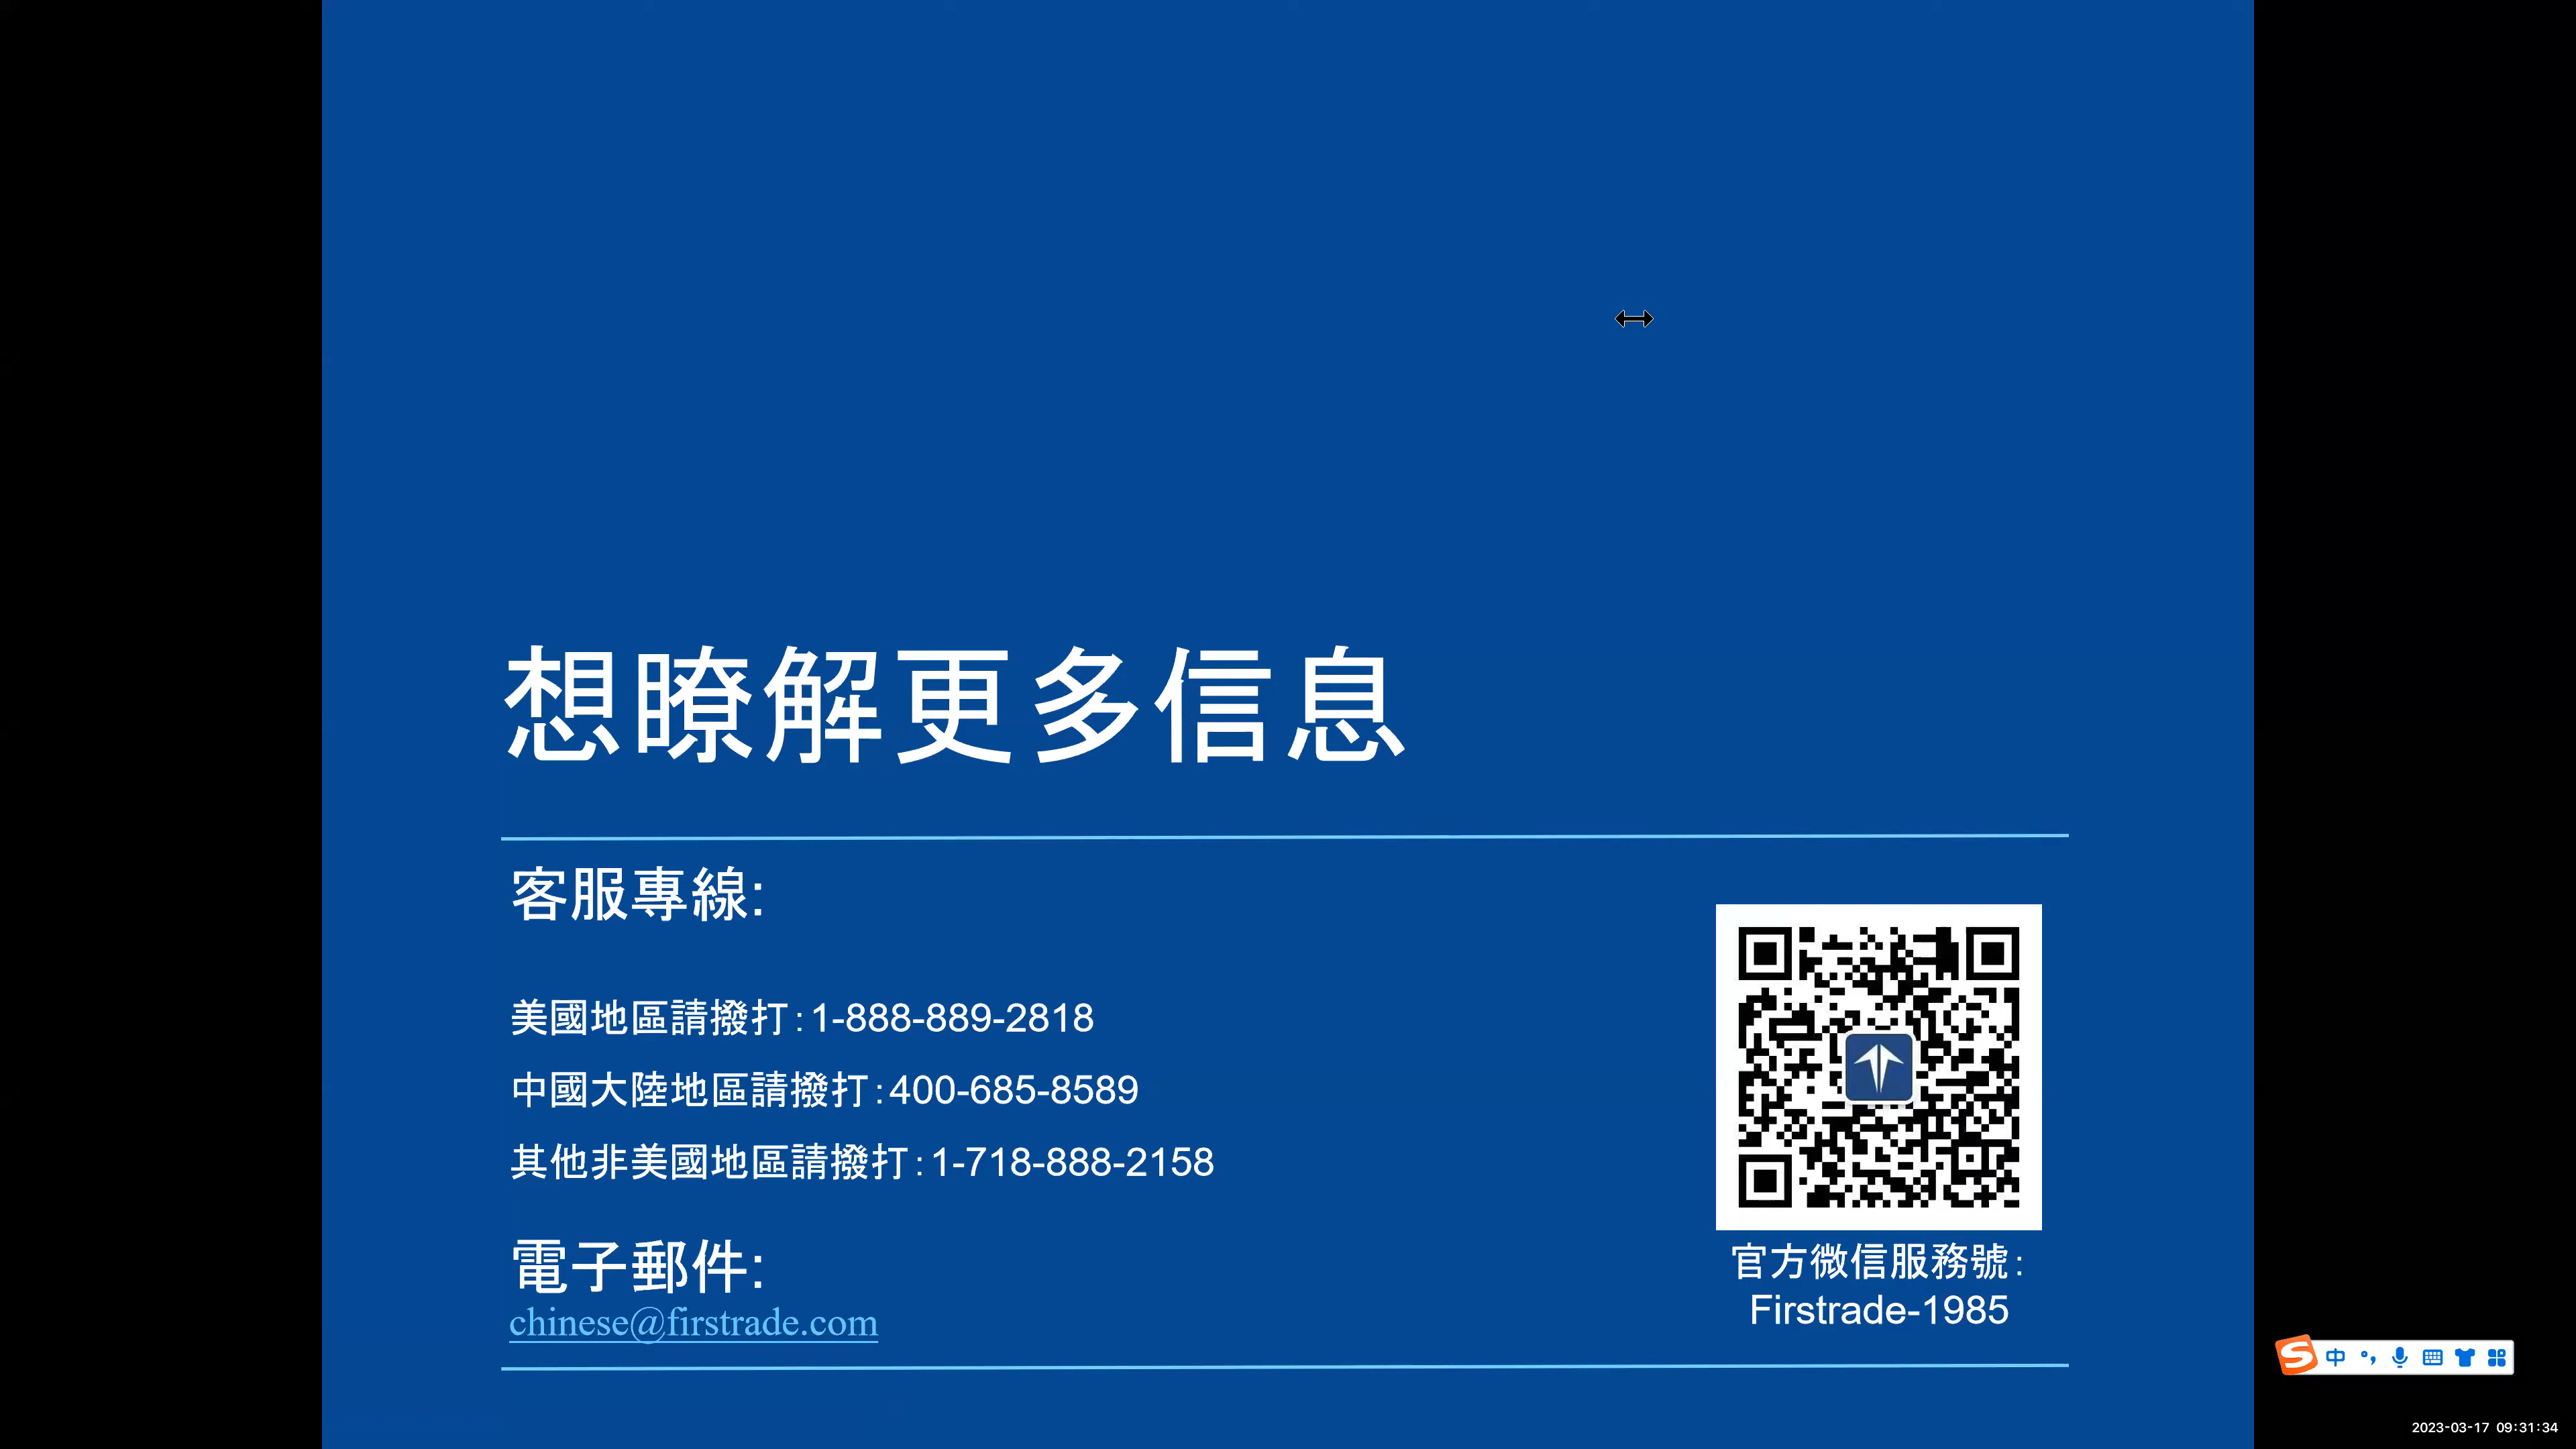 想瞭解更多信息
客服專線:
美國地區請撥打：1-888-889-2818
中國大陸地區請撥打：400-685-8589
其他非美國地區請撥打：1-718-888-2158
電子郵件:
chinese@firstrade.com
官方微信服務號：
Firstrade-1985
中
2023-03-17 09:31:34